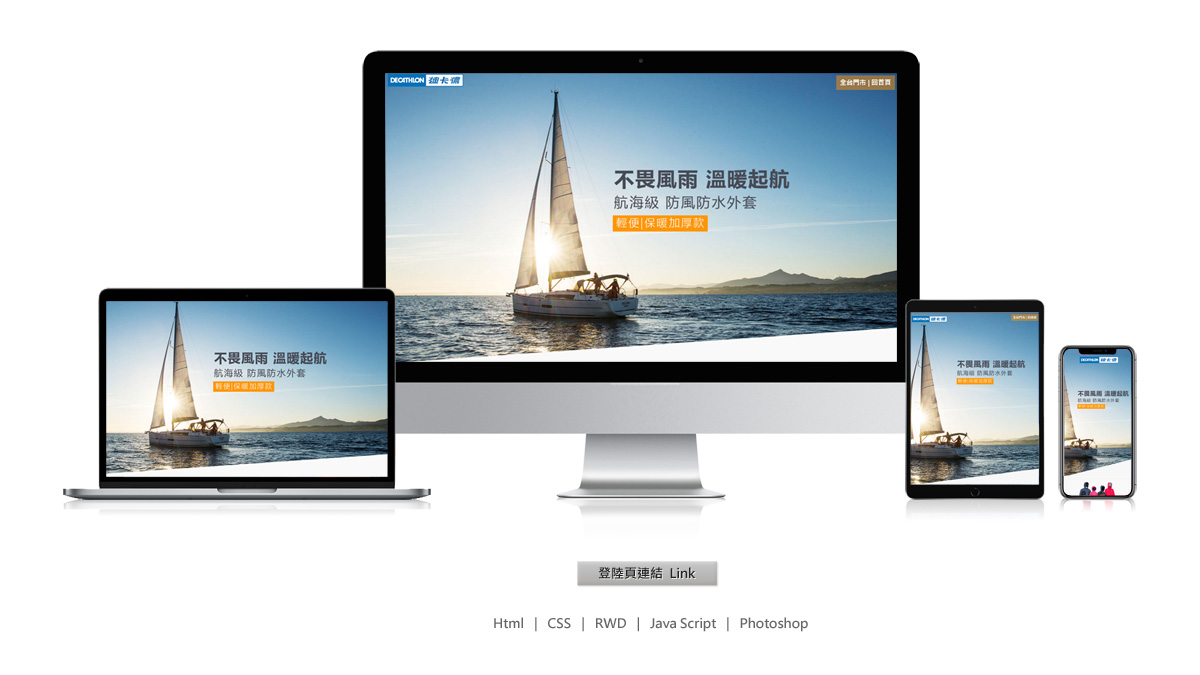 DECATHLON 迪卡儂
全台門市 | 回首頁
不畏風雨 溫暖起航
航海級 防風防水外套
輕便|保暖加厚款
不畏風雨 溫暖起航
航海級 防風防水外套
輕便|保暖加厚款
DECATHLON 迪卡儂
全台門市 | 回首頁
不畏風雨 溫暖起航
航海級 防風防水外套
輕便|保暖加厚款
DECATHLON 迪卡儂
不畏風雨 溫暖起航
航海級 防風防水外套
輕便|保暖加厚款
登陸頁連結 Link
Html | CSS | RWD | Java Script | Photoshop